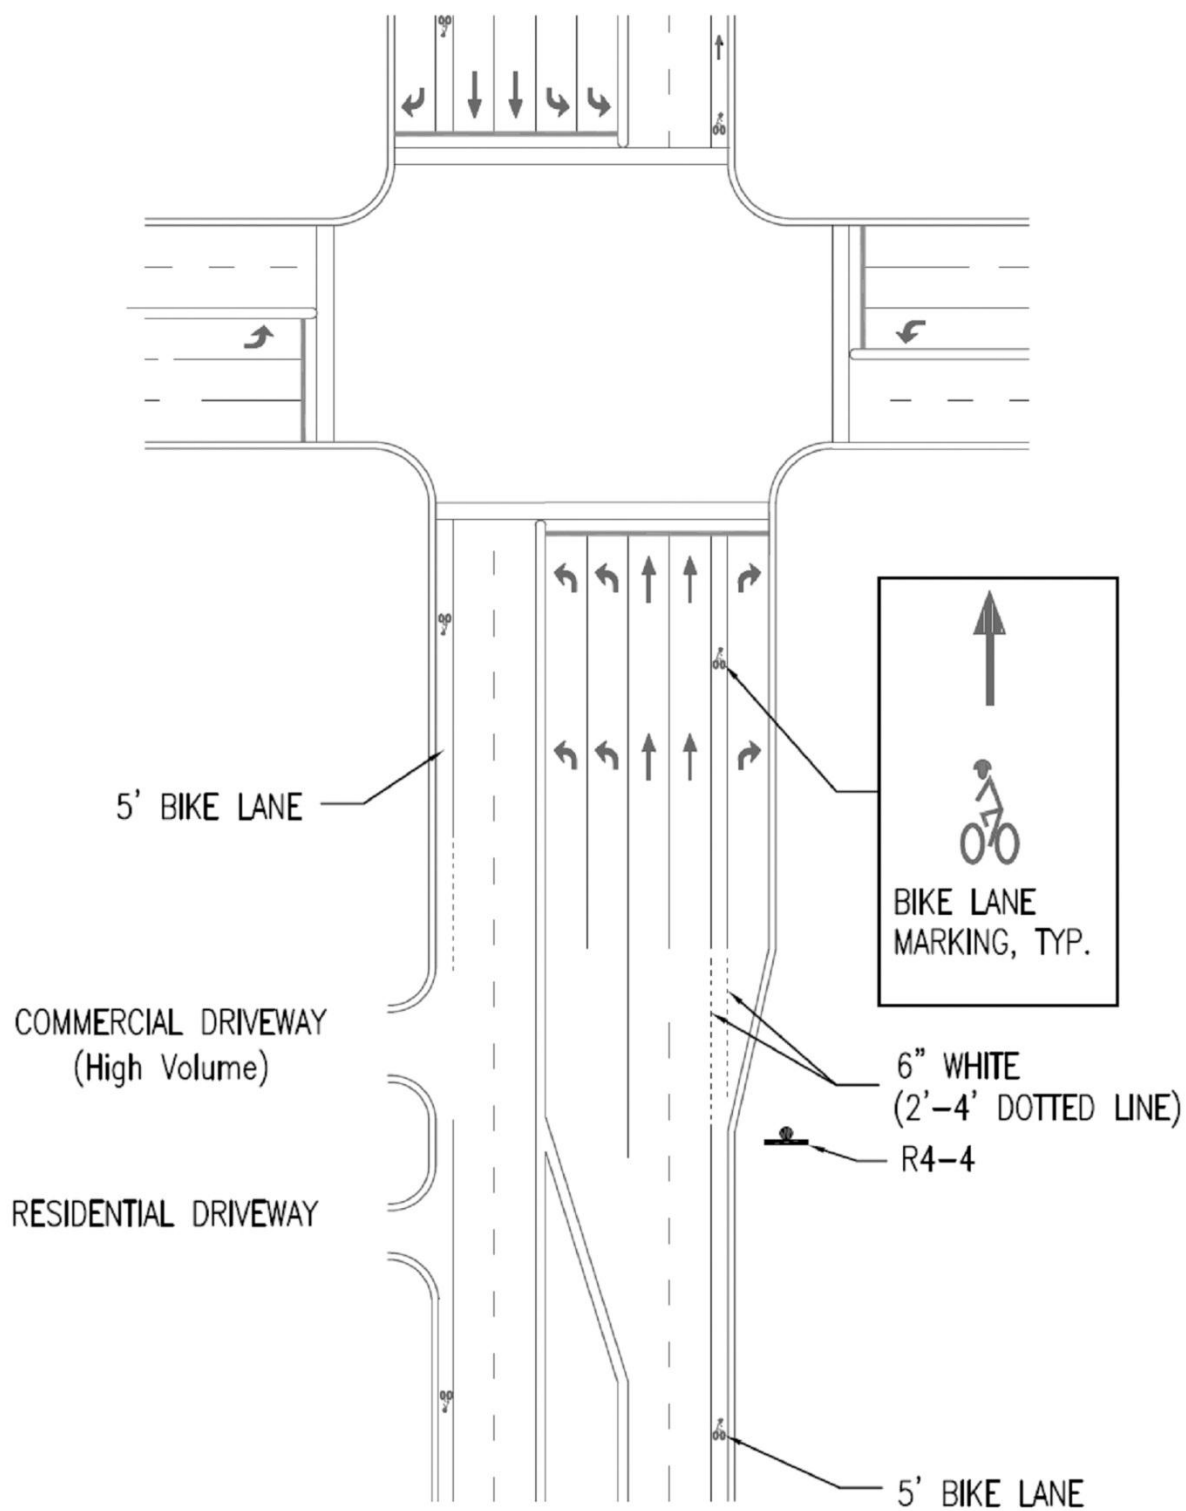 5' BIKE LANE
BIKE LANE
MARKING, TYP.
COMMERCIAL DRIVEWAY
(High Volume)
6" WHITE
(2'-4' DOTTED LINE)
R4-4
RESIDENTIAL DRIVEWAY
5' BIKE LANE